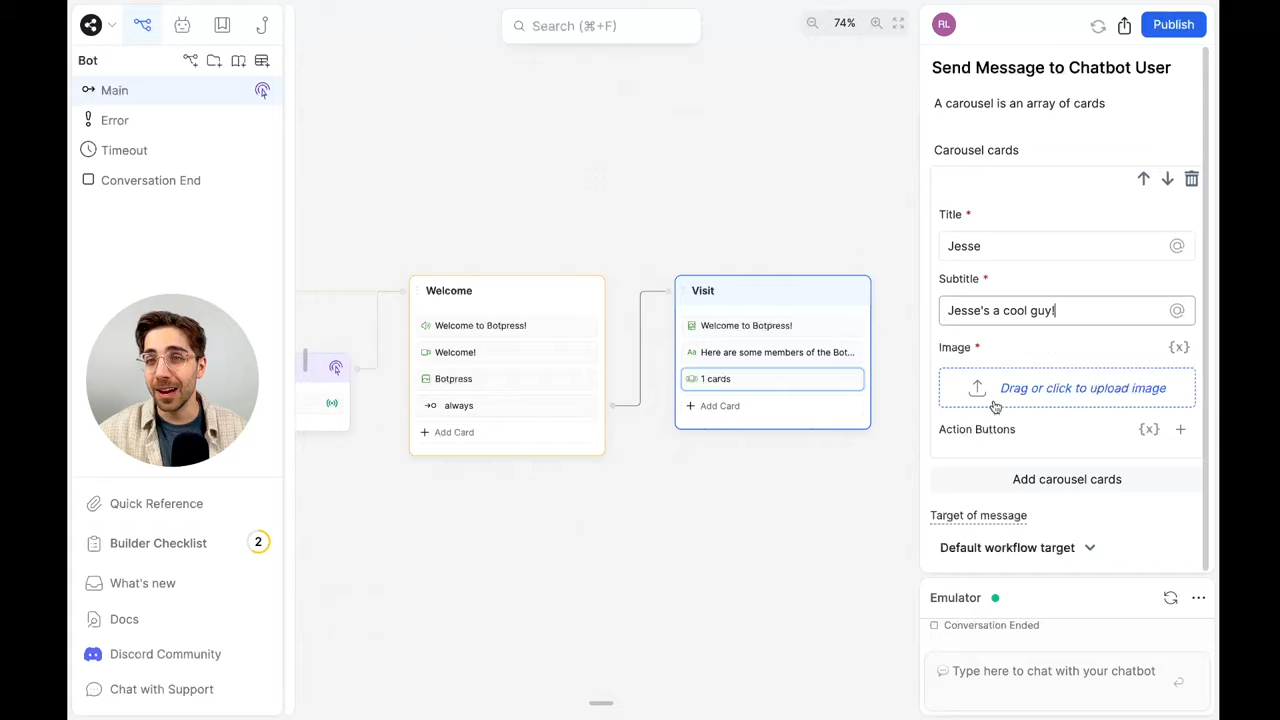 Search (⌘+F)
74%
RL
Publish
Bot
Main
Error
Timeout
Conversation End
Quick Reference
Builder Checklist
2
What's new
Docs
Discord Community
Chat with Support
Welcome
Welcome to Botpress!
Welcome!
Botpress
always
Add Card
Visit
Welcome to Botpress!
Aa Here are some members of the Bot...
1 cards
Add Card
Send Message to Chatbot User
A carousel is an array of cards
Carousel cards
Title *
Jesse
Subtitle *
Jesse's a cool guy!
Image *
{x}
Drag or click to upload image
Action Buttons
{x} +
Add carousel cards
Target of message
Default workflow target
Emulator
Conversation Ended
Type here to chat with your chatbot